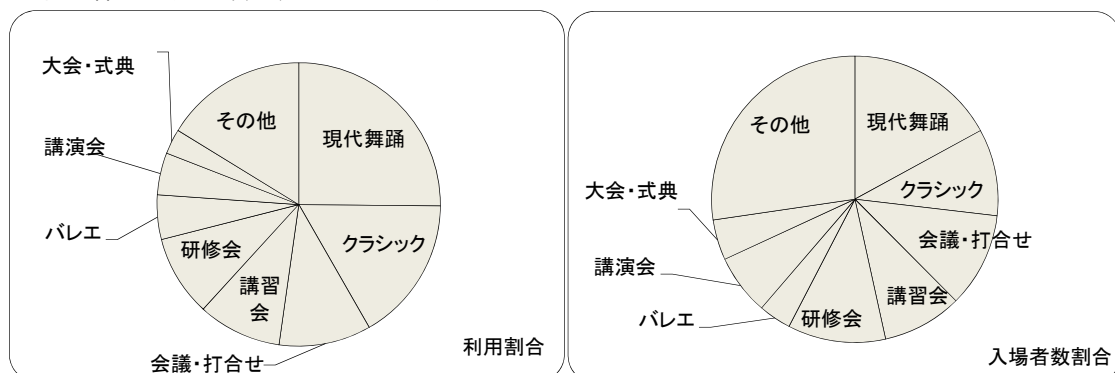 大会・式典
その他
現代舞踊
講演会
バレエ
研修会
クラシック
講習
会
会議・打合せ
利用割合
その他
現代舞踊
クラシック
大会・式典
会議・打合せ
講演会
講習会
バレエ
研修会
入場者数割合